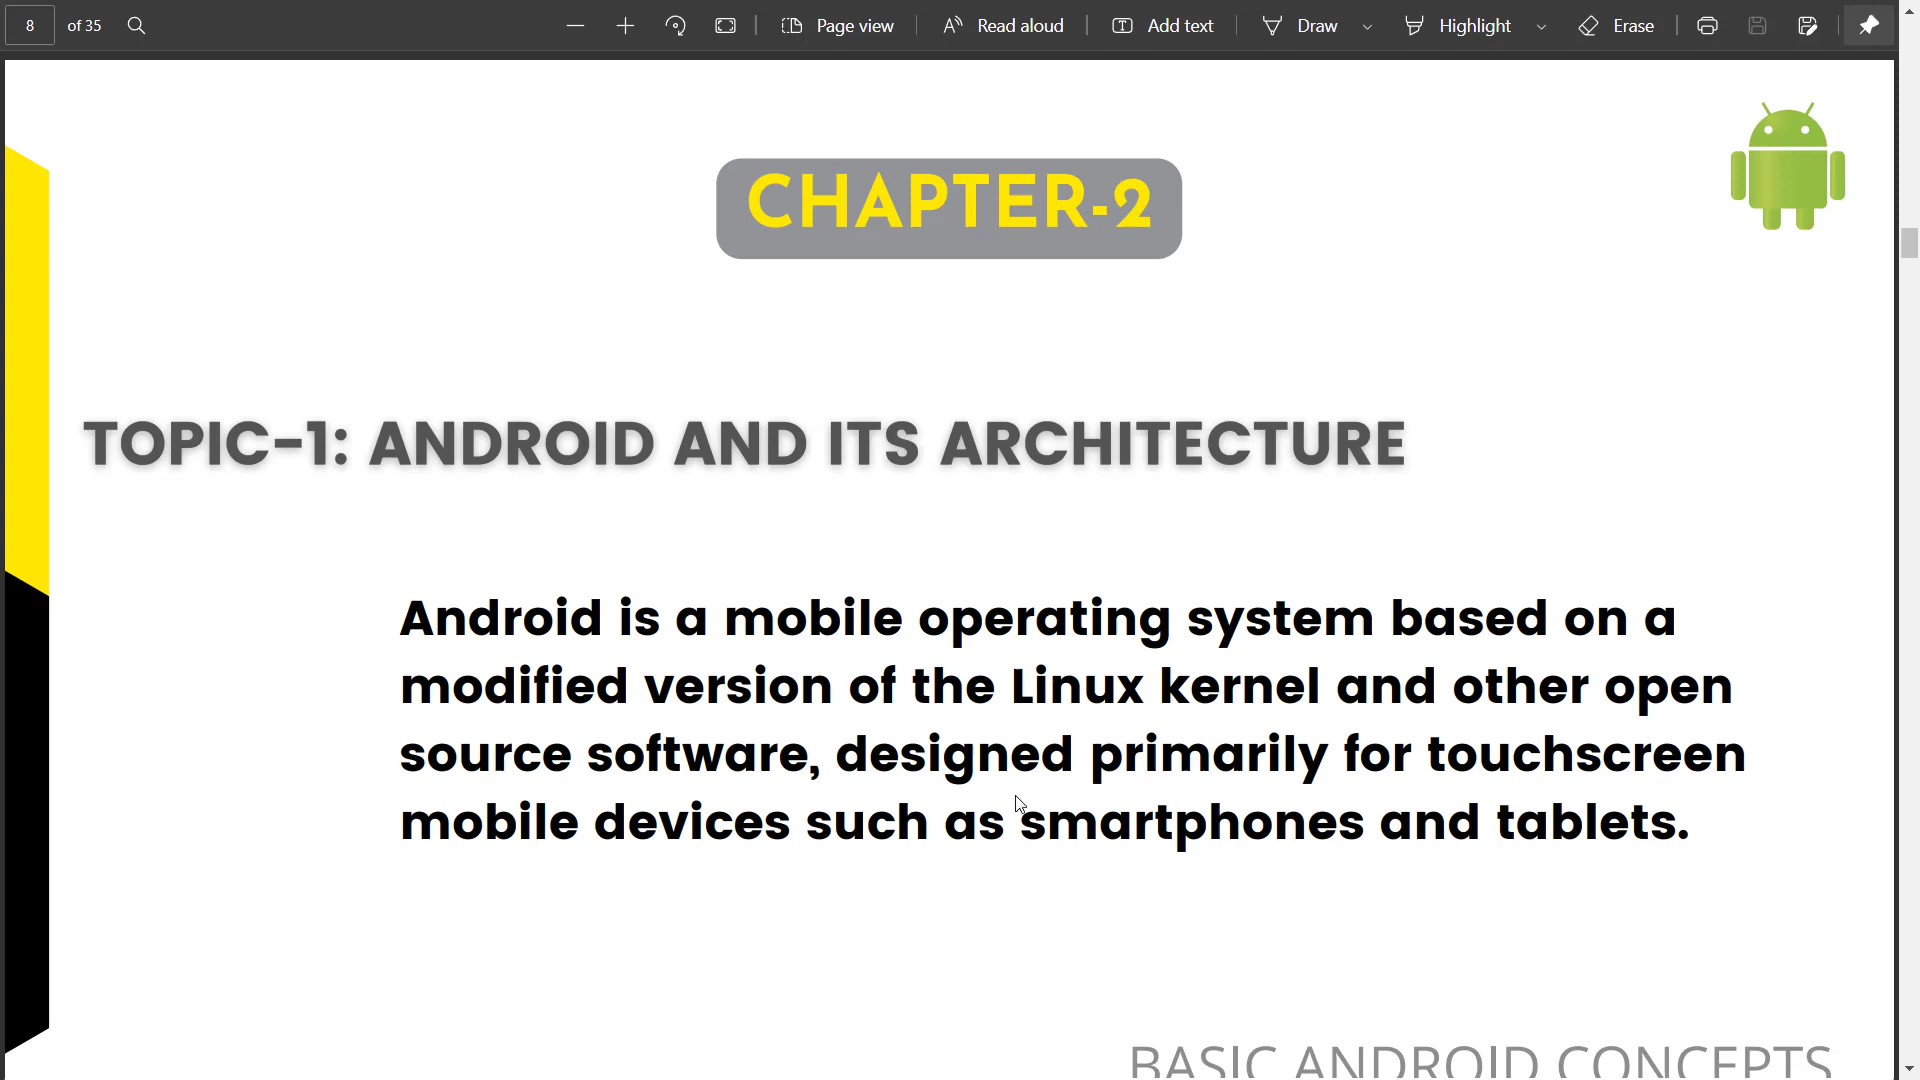 8 of 35 Page view Read aloud Add text Draw Highlight Erase
CHAPTER-2
TOPIC-1: ANDROID AND ITS ARCHITECTURE
Android is a mobile operating system based on a
modified version of the Linux kernel and other open
source software, designed primarily for touchscreen
mobile devices such as smartphones and tablets.
BASIC ANDROID CONCEPTS